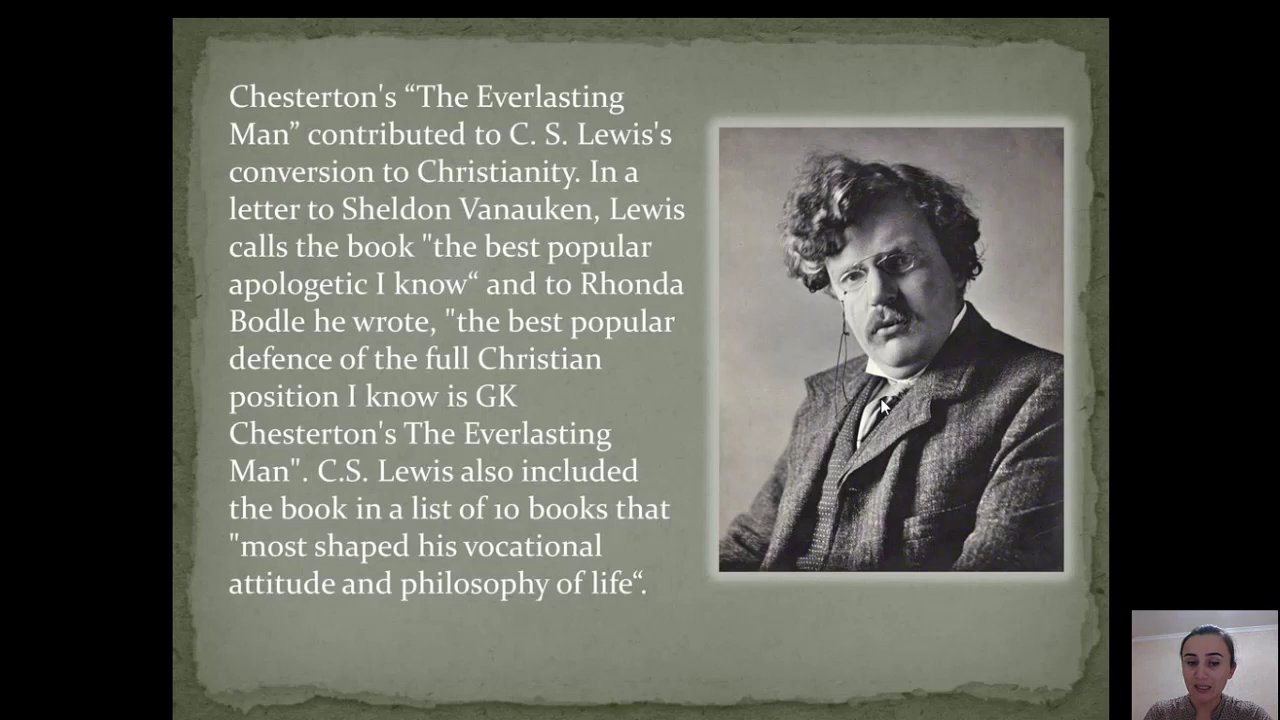 Chesterton's “The Everlasting
Man” contributed to C. S. Lewis's
conversion to Christianity. In a
letter to Sheldon Vanauken, Lewis
calls the book "the best popular
apologetic I know“ and to Rhonda
Bodle he wrote, "the best popular
defence of the full Christian
position I know is GK
Chesterton's The Everlasting
Man". C.S. Lewis also included
the book in a list of 10 books that
"most shaped his vocational
attitude and philosophy of life“.